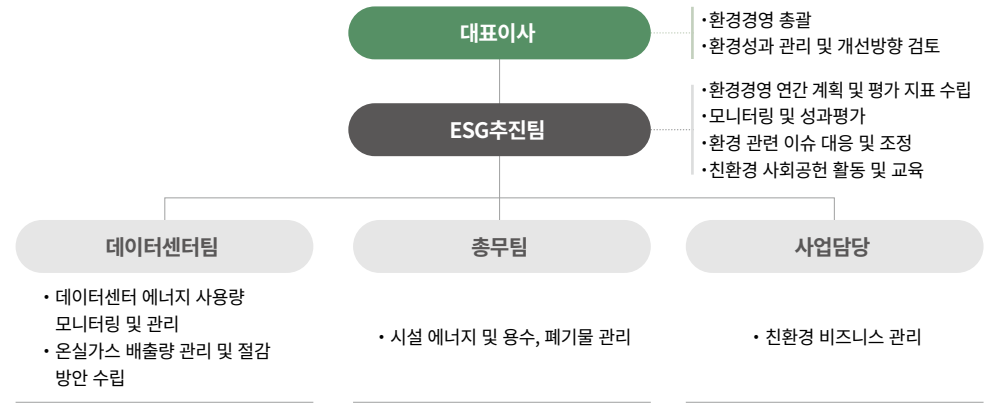 대표이사
·환경경영 총괄
·환경성과 관리 및 개선방향 검토
ESG추진팀
·환경경영 연간 계획 및 평가 지표 수립
·모니터링 및 성과평가
·환경 관련 이슈 대응 및 조정
·친환경 사회공헌 활동 및 교육
데이터센터팀
· 데이터센터 에너지 사용량
모니터링 및 관리
· 온실가스 배출량 관리 및 절감
방안 수립
총무팀
· 시설 에너지 및 용수, 폐기물 관리
사업담당
· 친환경 비즈니스 관리